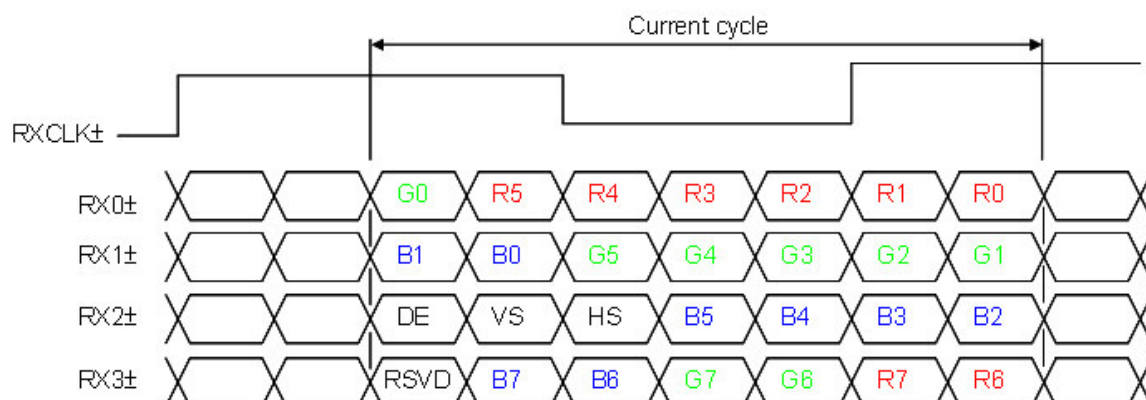 Current cycle
RXCLK±
RX0± G0 R5 R4 R3 R2 R1 R0
RX1± B1 B0 G5 G4 G3 G2 G1
RX2± DE VS HS B5 B4 B3 B2
RX3± RSVD B7 B6 G7 G6 R7 R6